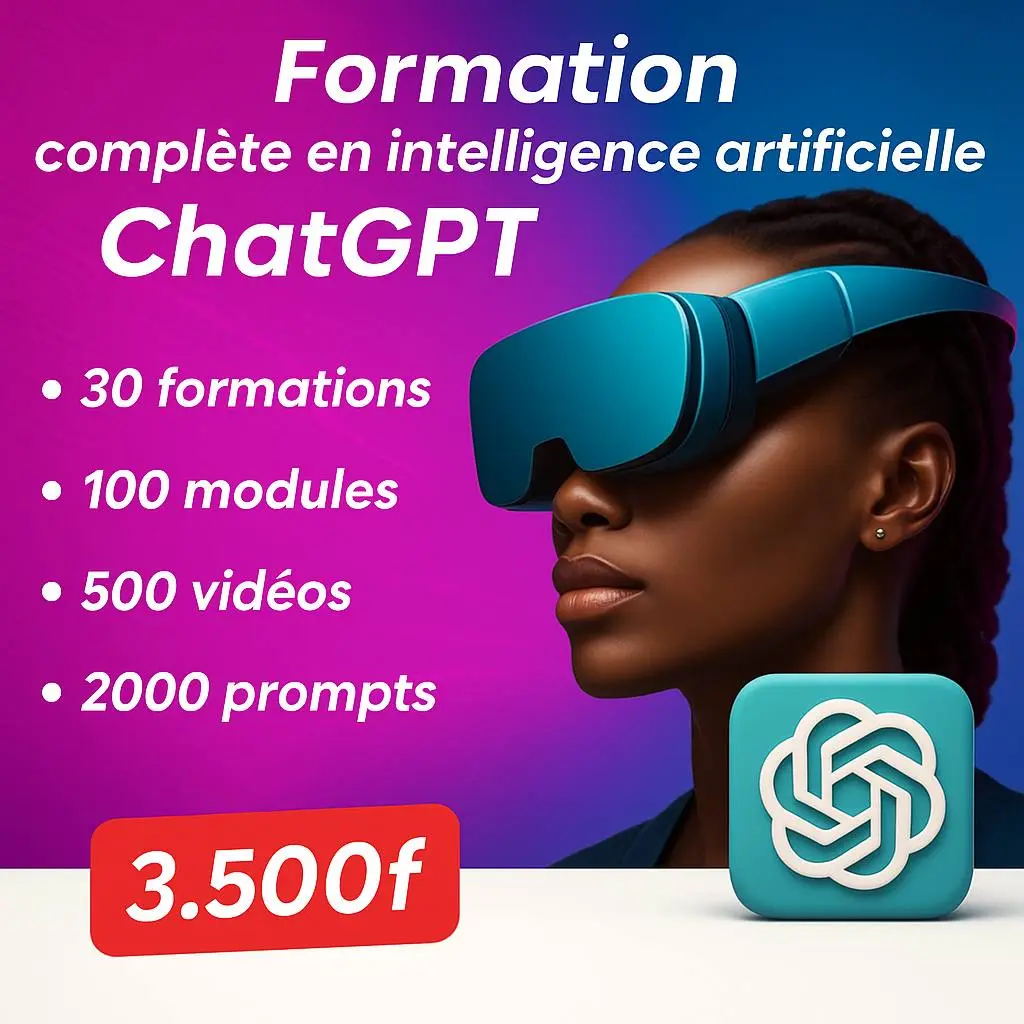 Formation
complète en intelligence artificielle
ChatGPT
• 30 formations
• 100 modules
• 500 vidéos
• 2000 prompts
3.500f